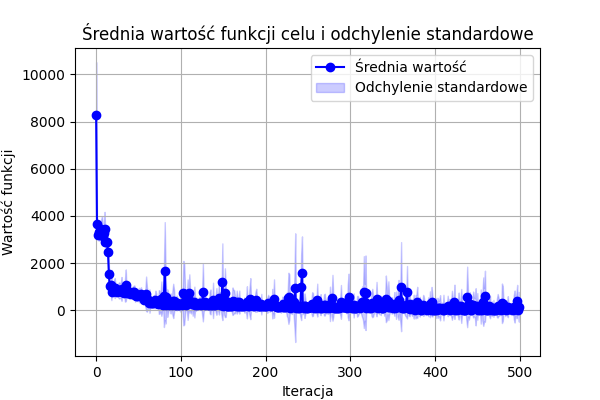 Średnia wartość funkcji celu i odchylenie standardowe
Średnia wartość
Odchylenie standardowe
Wartość funkcji
10000
8000
6000
4000
2000
0
0 100 200 300 400 500
Iteracja